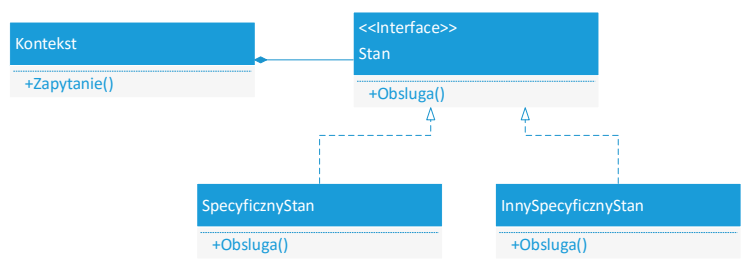 <<Interface>>
Kontekst
Stan
+Zapytanie()
+Obsluga()
SpecyficznyStan
InnySpecyficznyStan
+Obsluga()
+Obsluga()